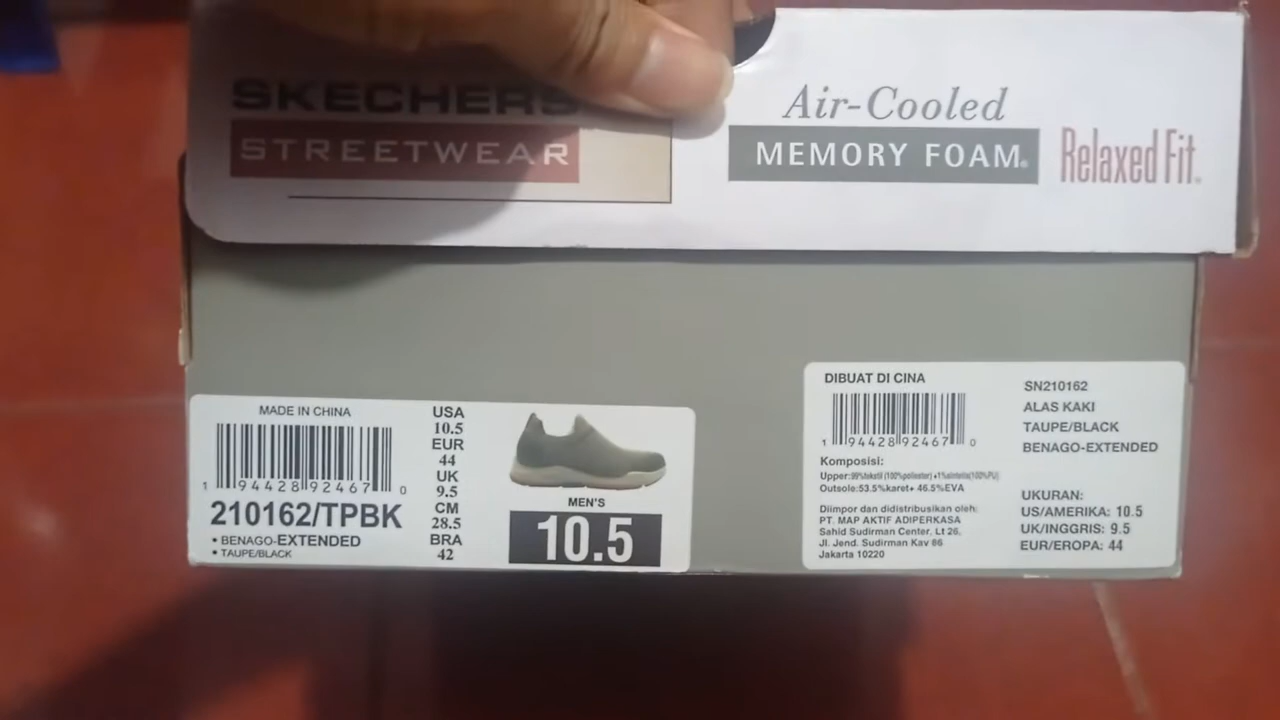 SKECHERS
STREETWEAR
Air-Cooled
MEMORY FOAM®
Relaxed Fit®
MADE IN CHINA
1 94428 92467 0
210162/TPBK
• BENAGO-EXTENDED
• TAUPE/BLACK
USA
10.5
EUR
44
UK
9.5
CM
28.5
BRA
42
MEN'S
10.5
DIBUAT DI CINA
1 94428 92467 0
Komposisi:
Upper:99%tekstil (100%poliester) +1%sintetis(100%PU)
Outsole:53.5%karet+ 46.5%EVA
Diimpor dan didistribusikan oleh:
PT. MAP AKTIF ADIPERKASA
Sahid Sudirman Center, Lt 26,
Jl. Jend. Sudirman Kav 86
Jakarta 10220
SN210162
ALAS KAKI
TAUPE/BLACK
BENAGO-EXTENDED
UKURAN:
US/AMERIKA: 10.5
UK/INGGRIS: 9.5
EUR/EROPA: 44